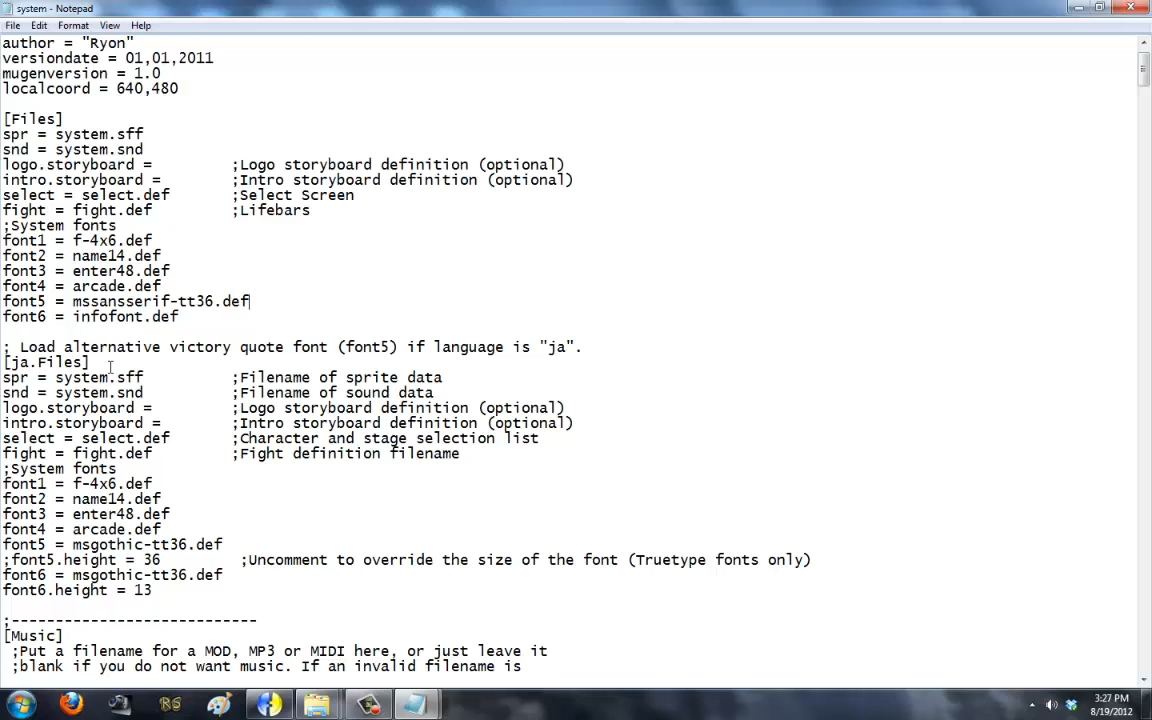 system - Notepad
File Edit Format View Help
author = "Ryon"
versiondate = 01,01,2011
mugenversion = 1.0
localcoord = 640,480
[Files]
spr = system.sff
snd = system.snd
logo.storyboard = ;Logo storyboard definition (optional)
intro.storyboard = ;Intro storyboard definition (optional)
select = select.def ;Select Screen
fight = fight.def ;Lifebars
;System fonts
font1 = f-4x6.def
font2 = name14.def
font3 = enter48.def
font4 = arcade.def
font5 = mssansserif-tt36.def
font6 = infofont.def
; Load alternative victory quote font (font5) if language is "ja".
[ja.Files]
spr = system.sff ;Filename of sprite data
snd = system.snd ;Filename of sound data
logo.storyboard = ;Logo storyboard definition (optional)
intro.storyboard = ;Intro storyboard definition (optional)
select = select.def ;Character and stage selection list
fight = fight.def ;Fight definition filename
;System fonts
font1 = f-4x6.def
font2 = name14.def
font3 = enter48.def
font4 = arcade.def
font5 = msgothic-tt36.def
;font5.height = 36 ;Uncomment to override the size of the font (Truetype fonts only)
font6 = msgothic-tt36.def
font6.height = 13
;----------------------------
[Music]
;Put a filename for a MOD, MP3 or MIDI here, or just leave it
;blank if you do not want music. If an invalid filename is
RS
3:27 PM
8/19/2012